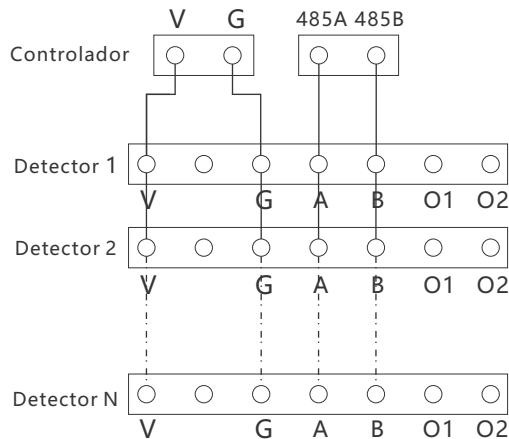 V G 485A 485B
Controlador
Detector 1
V G A B O1 O2
Detector 2
V G A B O1 O2
Detector N
V G A B O1 O2